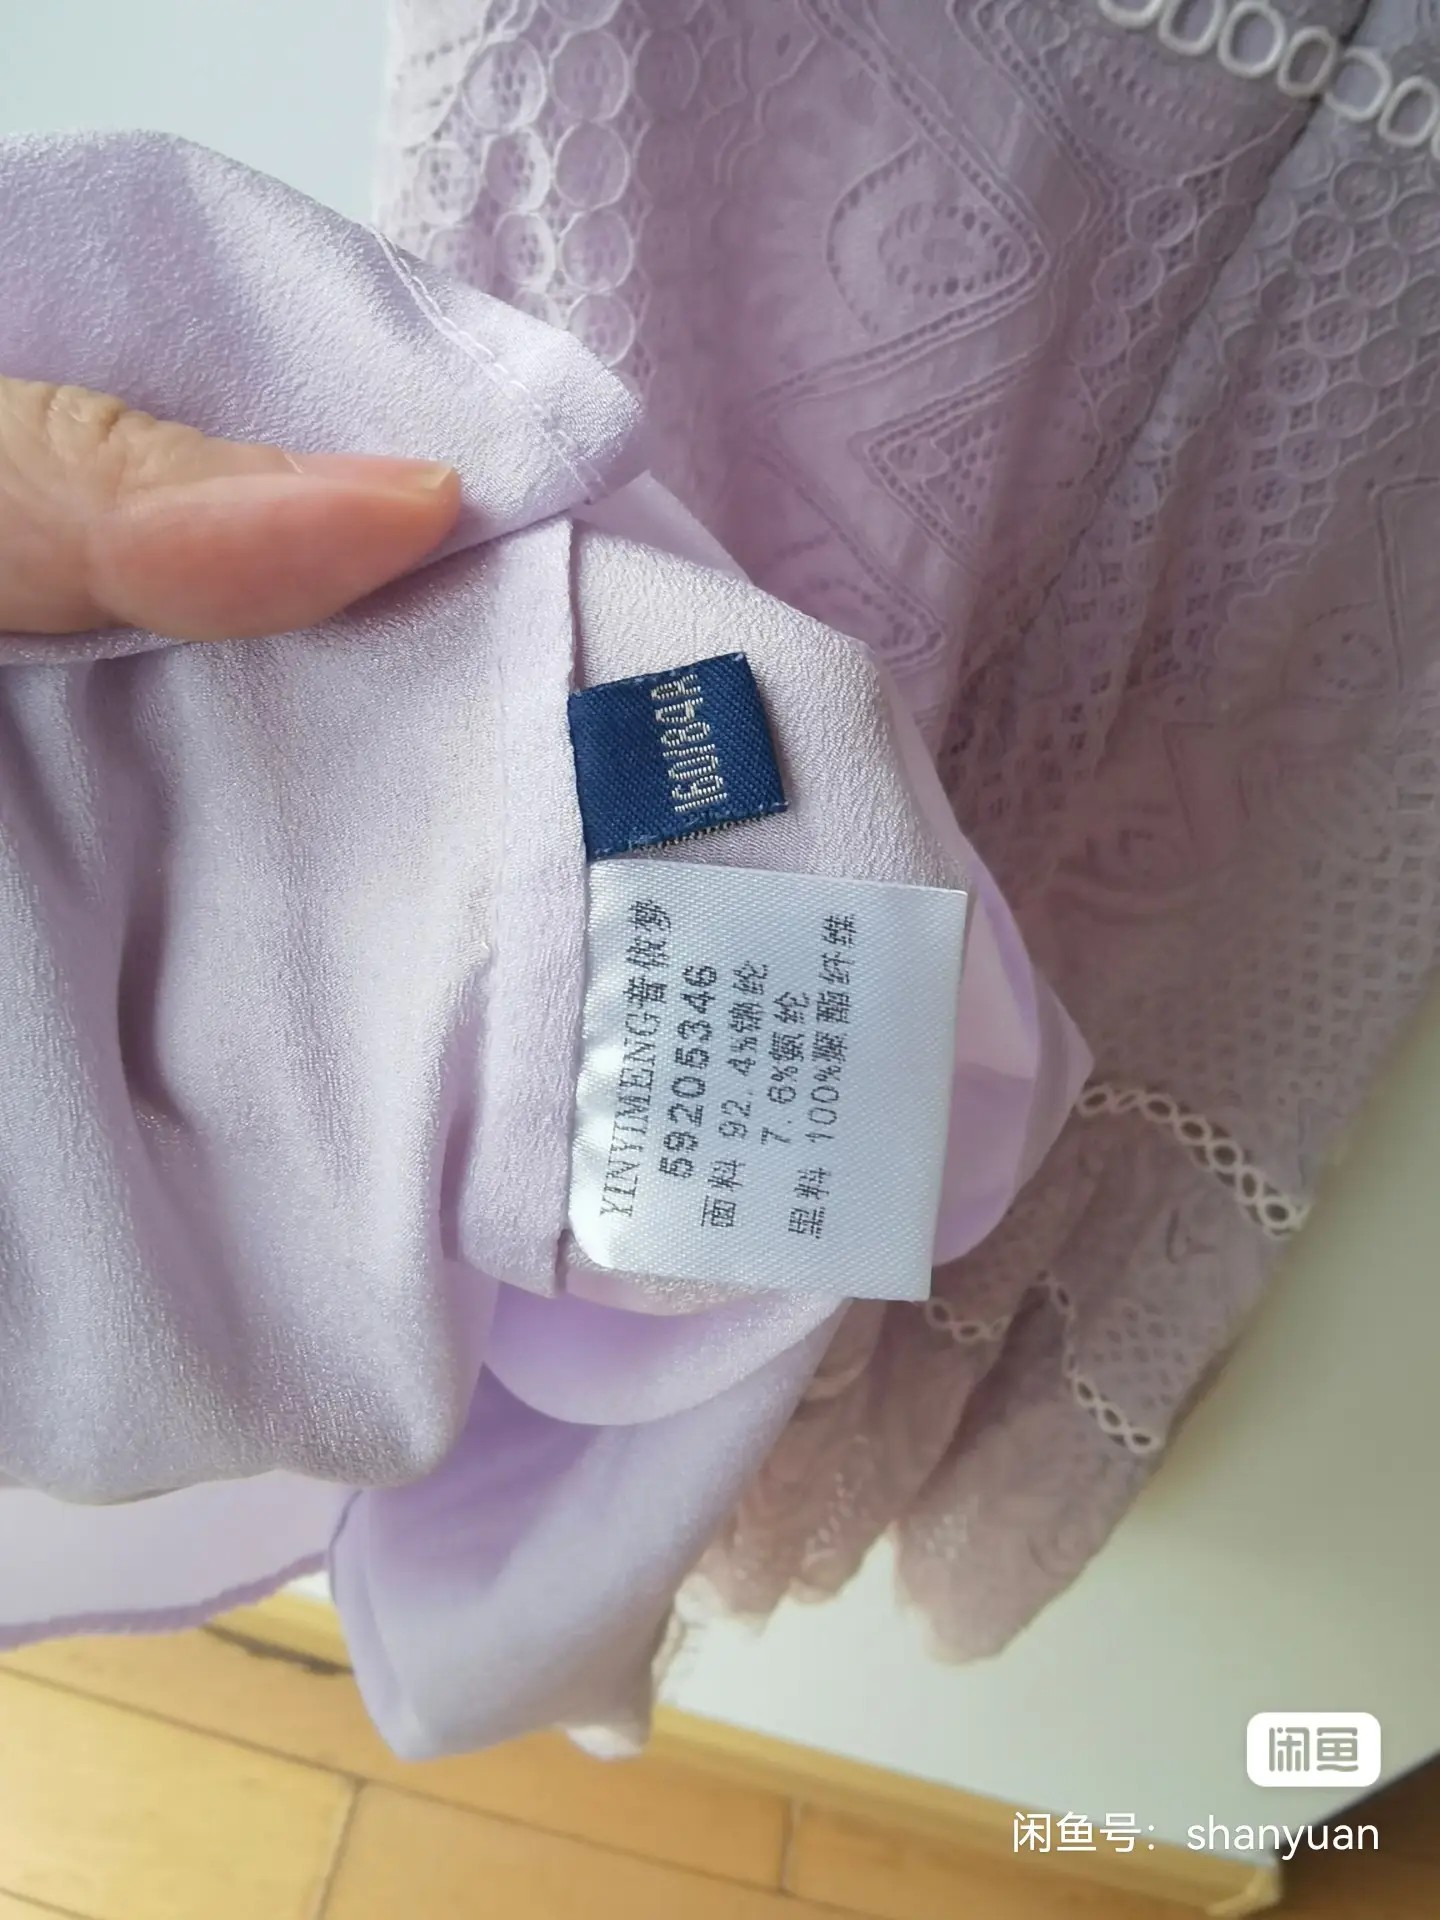 160/84A
YINYIMENG音依梦
59205346
面料 92.4%锦纶
7.6%氨纶
里料 100%聚酯纤维
闲鱼
闲鱼号：shanyuan